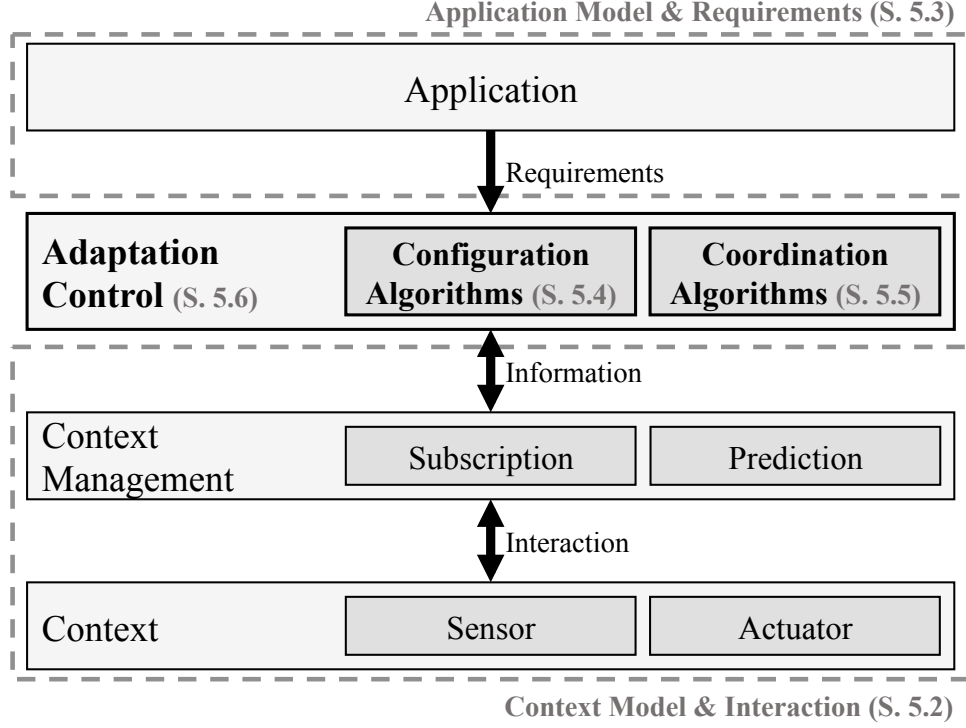 Application Model & Requirements (S. 5.3)
Application
Requirements
Adaptation
Control (S. 5.6)
Configuration
Algorithms (S. 5.4)
Coordination
Algorithms (S. 5.5)
Information
Context
Management
Subscription
Prediction
Interaction
Context
Sensor
Actuator
Context Model & Interaction (S. 5.2)